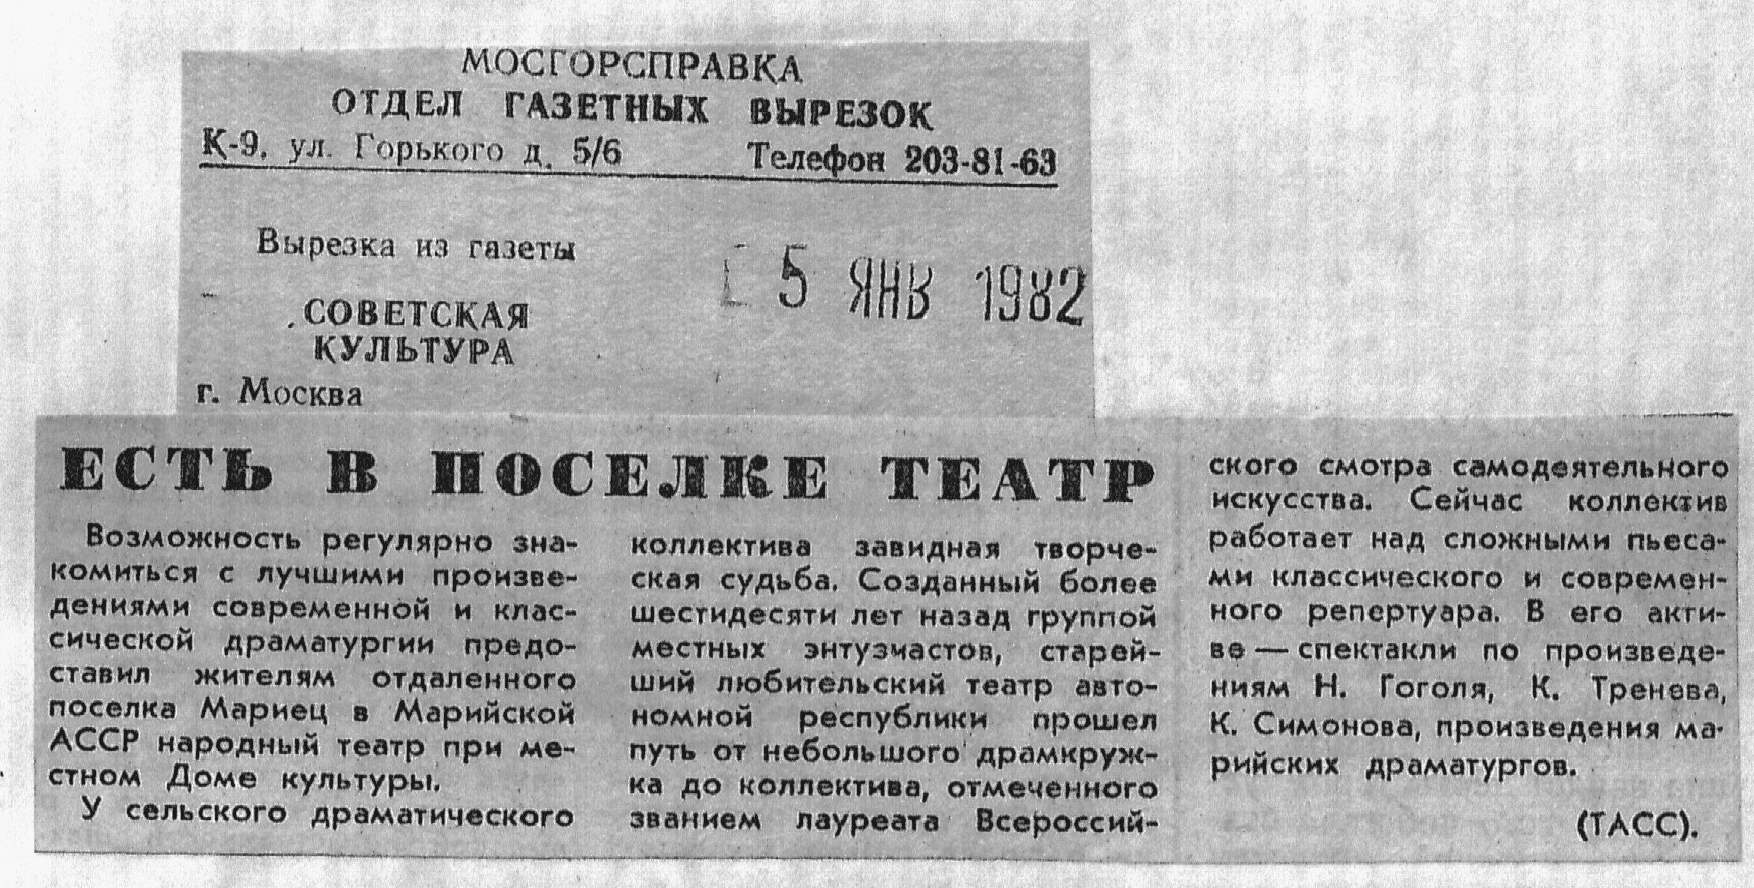 МОСГОРСПРАВКА
ОТДЕЛ ГАЗЕТНЫХ ВЫРЕЗОК
К-9, ул. Горького д. 5/6 Телефон 203-81-63
Вырезка из газеты
5 ЯНВ 1982
СОВЕТСКАЯ
КУЛЬТУРА
г. Москва
ЕСТЬ В ПОСЕЛКЕ ТЕАТР
Возможность регулярно зна-
комиться с лучшими произве-
дениями современной и клас-
сической драматургии предо-
ставил жителям отдаленного
поселка Мариец в Марийской
АССР народный театр при ме-
стном Доме культуры.
У сельского драматического
коллектива завидная творче-
ская судьба. Созданный более
шестидесяти лет назад группой
местных энтузиастов, старей-
ший любительский театр авто-
номной республики прошел
путь от небольшого драмкруж-
ка до коллектива, отмеченного
званием лауреата Всероссий-
ского смотра самодеятельного
искусства. Сейчас коллектив
работает над сложными пьеса-
ми классического и современ-
ного репертуара. В его акти-
ве — спектакли по произведе-
ниям Н. Гоголя, К. Тренева,
К. Симонова, произведения ма-
рийских драматургов.
(ТАСС).